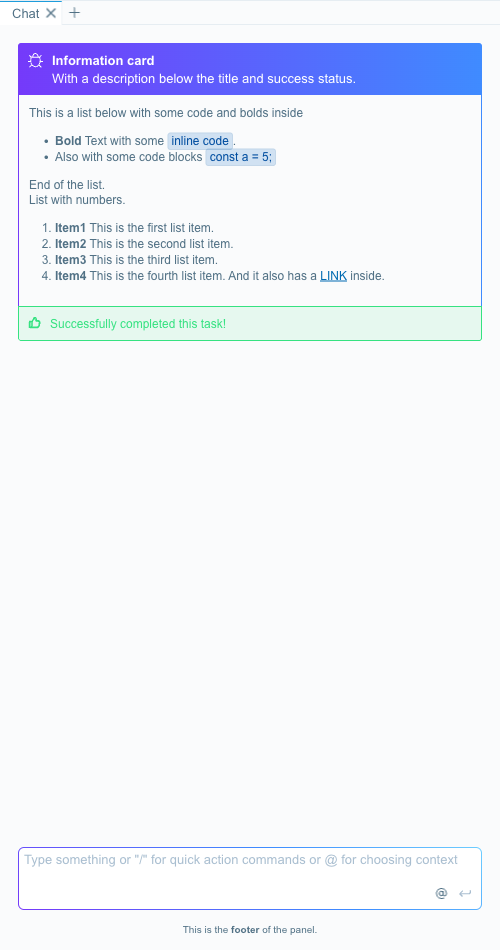 Chat
Information card
With a description below the title and success status.
This is a list below with some code and bolds inside
• Bold Text with some inline code.
• Also with some code blocks const a = 5;
End of the list.
List with numbers.
1. Item1 This is the first list item.
2. Item2 This is the second list item.
3. Item3 This is the third list item.
4. Item4 This is the fourth list item. And it also has a LINK inside.
Successfully completed this task!
Type something or "/" for quick action commands or @ for choosing context
@
This is the footer of the panel.